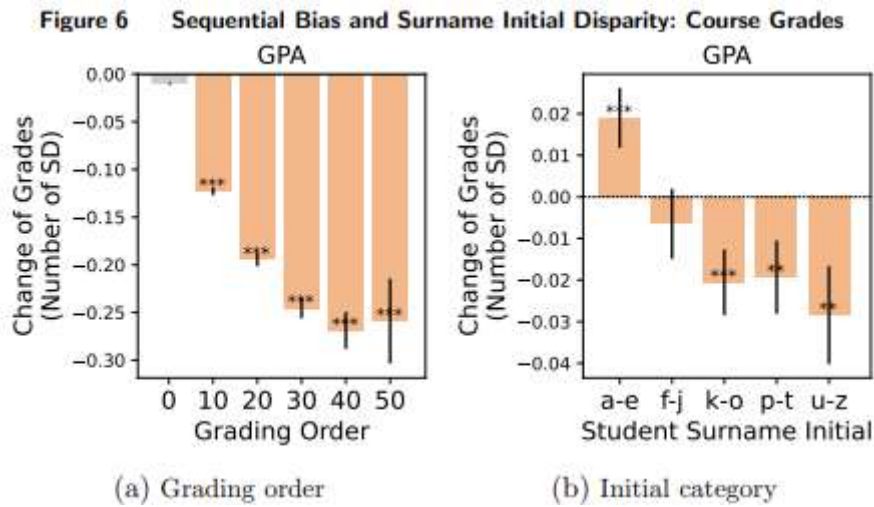 Figure 6 Sequential Bias and Surname Initial Disparity: Course Grades
GPA
Change of Grades
(Number of SD)
0.00
−0.05
−0.10
−0.15
−0.20
−0.25
−0.30
***
***
***
***
***
0 10 20 30 40 50
Grading Order
(a) Grading order
GPA
Change of Grades
(Number of SD)
0.02
0.01
0.00
−0.01
−0.02
−0.03
−0.04
***
***
**
**
a-e f-j k-o p-t u-z
Student Surname Initial
(b) Initial category